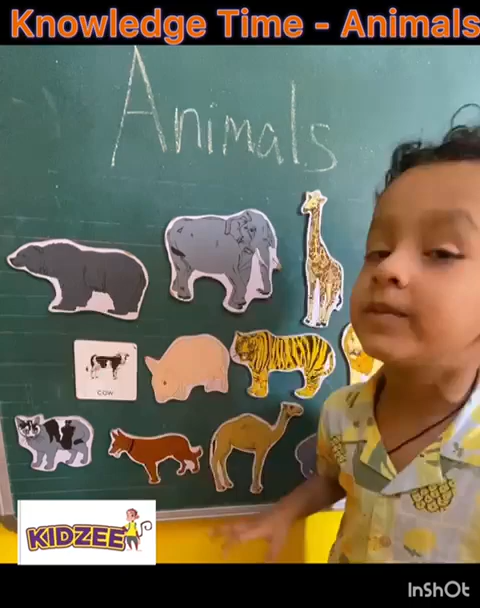 Knowledge Time - Animals
Animals
COW
KIDZEE
InShOt